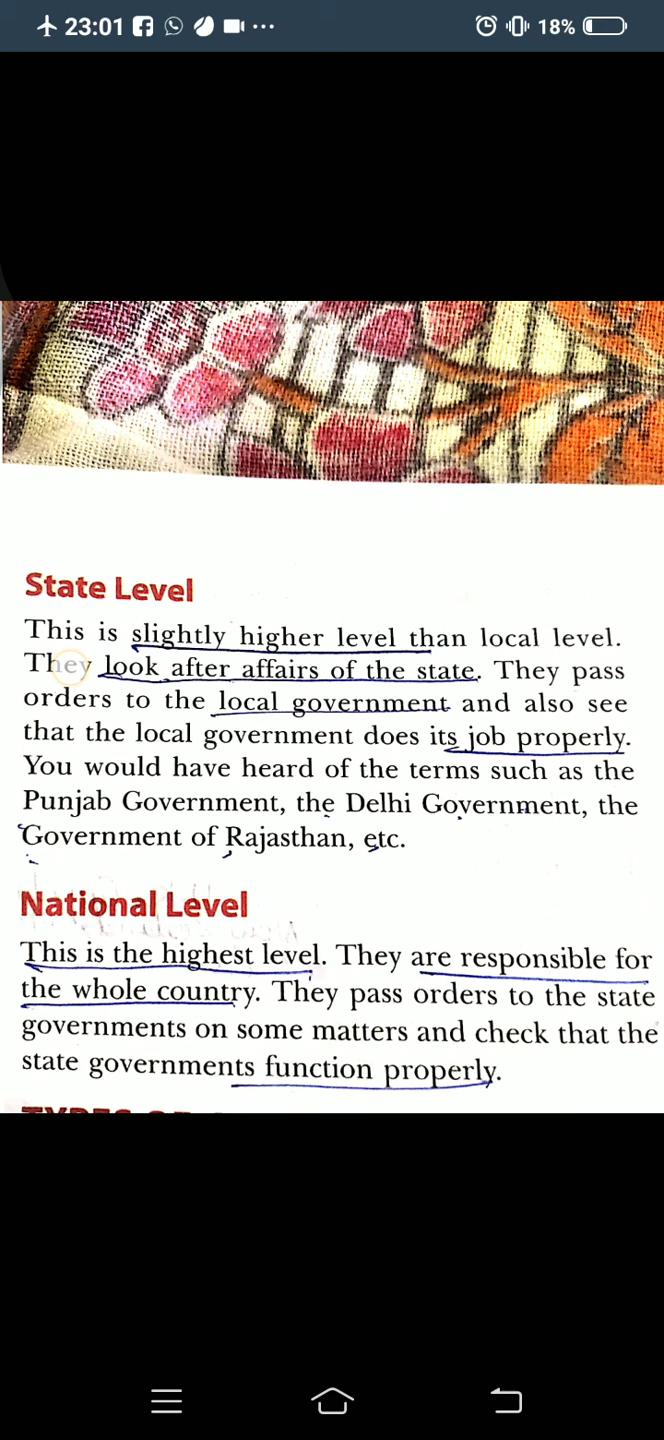 23:01 18%
State Level
This is slightly higher level than local level.
They look after affairs of the state. They pass
orders to the local government and also see
that the local government does its job properly.
You would have heard of the terms such as the
Punjab Government, the Delhi Government, the
Government of Rajasthan, etc.
National Level
This is the highest level. They are responsible for
the whole country. They pass orders to the state
governments on some matters and check that the
state governments function properly.